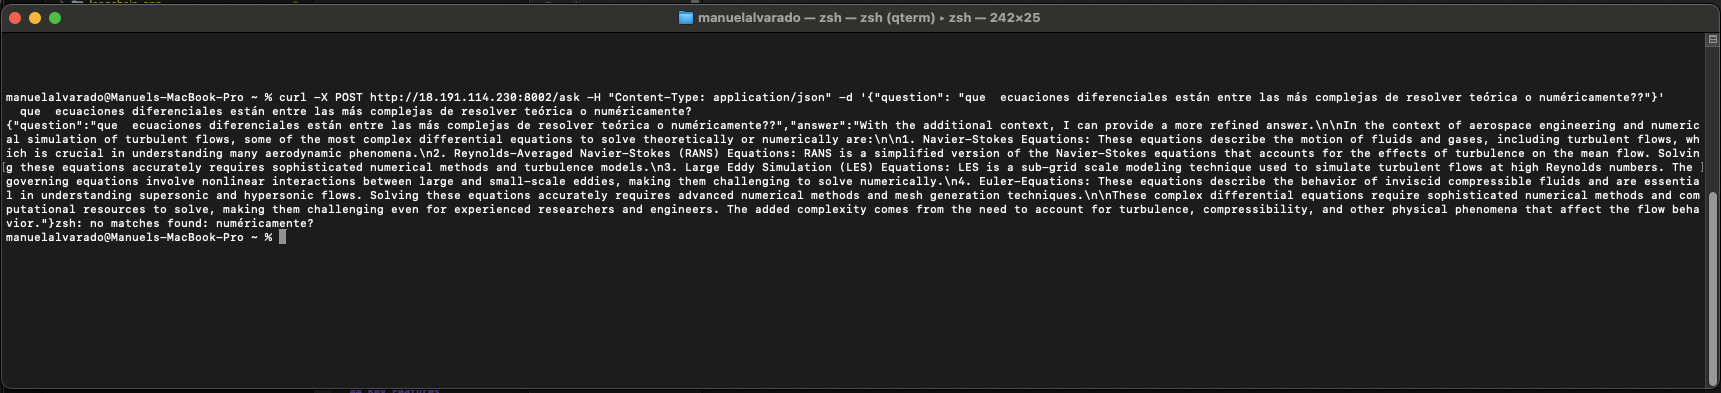 manuelalvarado — zsh — zsh (qterm) ▸ zsh — 242×25
manuelalvarado@Manuels-MacBook-Pro ~ % curl -X POST http://18.191.114.230:8002/ask -H "Content-Type: application/json" -d '{"question": "que  ecuaciones diferenciales están entre las más complejas de resolver teórica o numéricamente??"}'
  que  ecuaciones diferenciales están entre las más complejas de resolver teórica o numéricamente?
{"question":"que  ecuaciones diferenciales están entre las más complejas de resolver teórica o numéricamente??","answer":"With the additional context, I can provide a more refined answer.\n\nIn the context of aerospace engineering and numeric
al simulation of turbulent flows, some of the most complex differential equations to solve theoretically or numerically are:\n\n1. Navier-Stokes Equations: These equations describe the motion of fluids and gases, including turbulent flows, wh
ich is crucial in understanding many aerodynamic phenomena.\n2. Reynolds-Averaged Navier-Stokes (RANS) Equations: RANS is a simplified version of the Navier-Stokes equations that accounts for the effects of turbulence on the mean flow. Solvin
g these equations accurately requires sophisticated numerical methods and turbulence models.\n3. Large Eddy Simulation (LES) Equations: LES is a sub-grid scale modeling technique used to simulate turbulent flows at high Reynolds numbers. The 
governing equations involve nonlinear interactions between large and small-scale eddies, making them challenging to solve numerically.\n4. Euler-Equations: These equations describe the behavior of inviscid compressible fluids and are essentia
l in understanding supersonic and hypersonic flows. Solving these equations accurately requires advanced numerical methods and mesh generation techniques.\n\nThese complex differential equations require sophisticated numerical methods and com
putational resources to solve, making them challenging even for experienced researchers and engineers. The added complexity comes from the need to account for turbulence, compressibility, and other physical phenomena that affect the flow beha
vior."}zsh: no matches found: numéricamente?
manuelalvarado@Manuels-MacBook-Pro ~ %